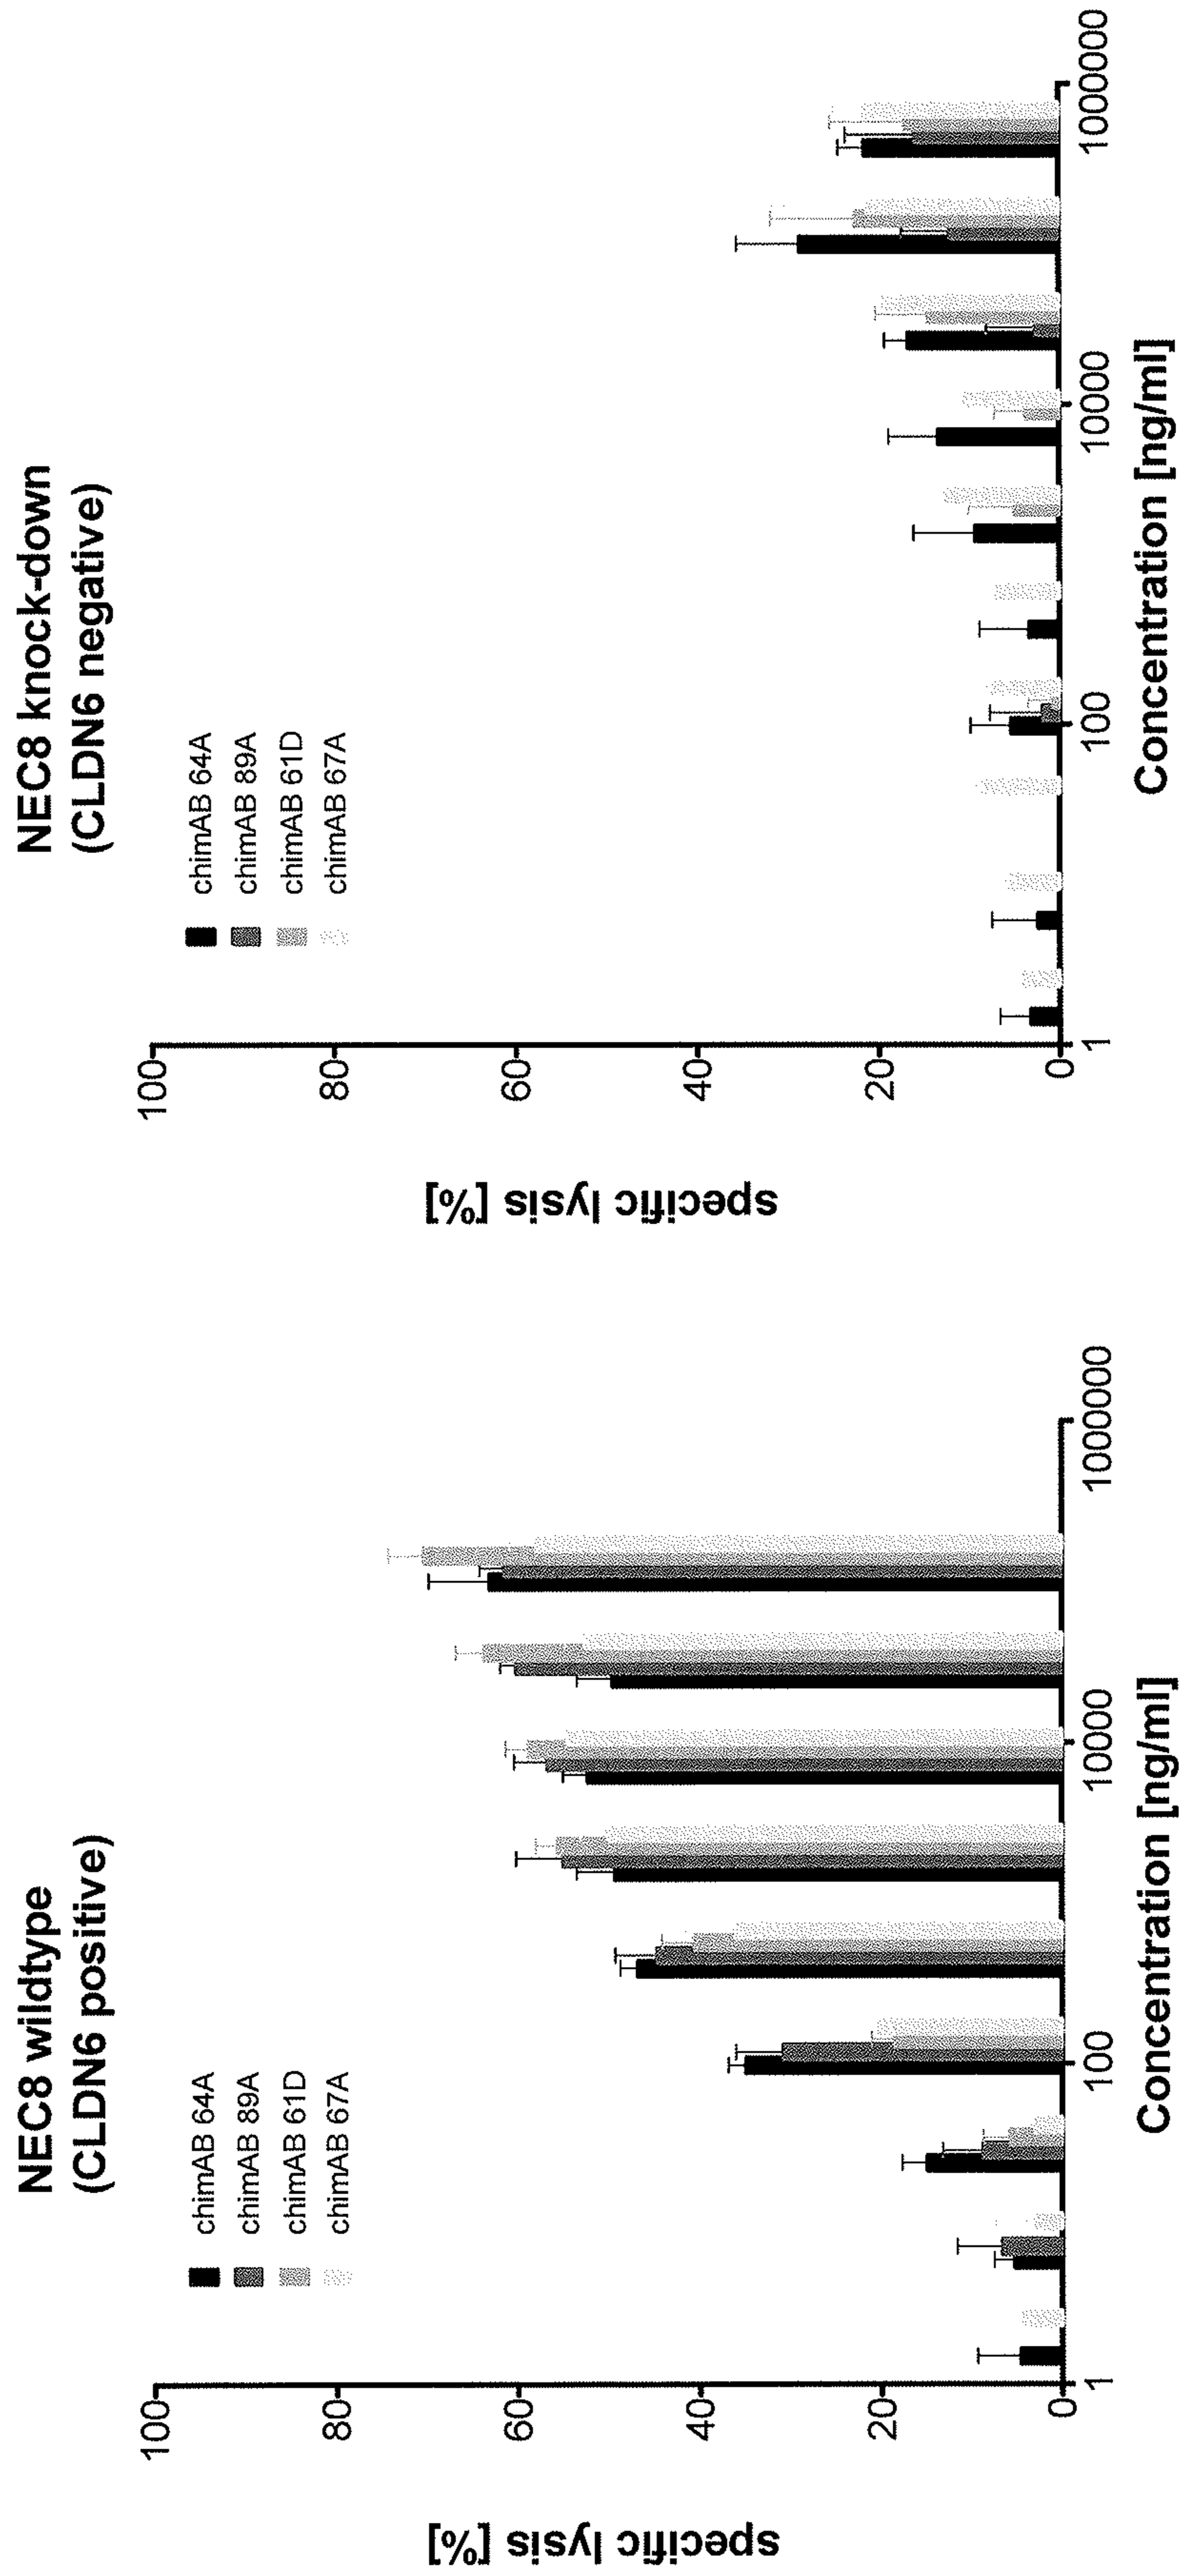 NEC8 wildtype
(CLDN6 positive)
chimAB 64A
chimAB 89A
chimAB 61D
chimAB 67A
specific lysis [%]
100
80
60
40
20
0
1
100
10000
1000000
Concentration [ng/ml]
NEC8 knock-down
(CLDN6 negative)
chimAB 64A
chimAB 89A
chimAB 61D
chimAB 67A
specific lysis [%]
100
80
60
40
20
0
1
100
10000
1000000
Concentration [ng/ml]